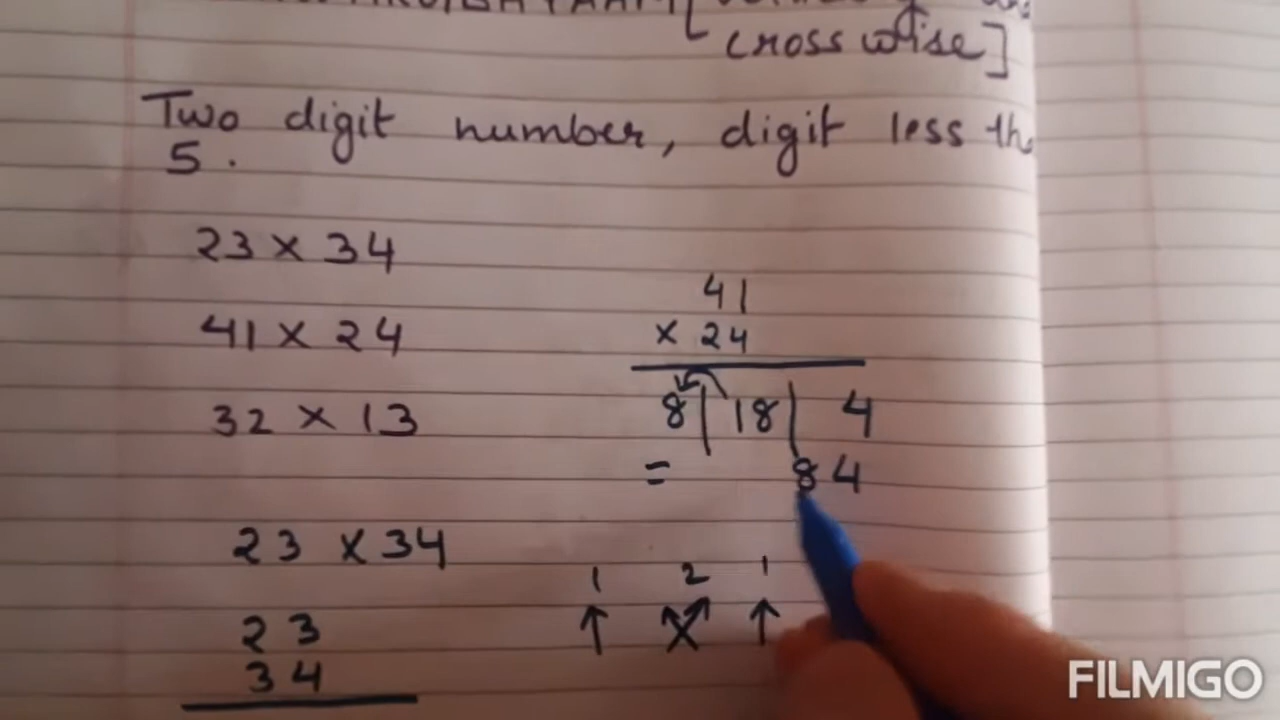 cross wise]
Two digit number, digit less
5.
23 × 34
41 × 24
32 × 13
41
× 24
8| 18| 4
= 84
23 × 34
23
34
1 2 1
FILMIGO